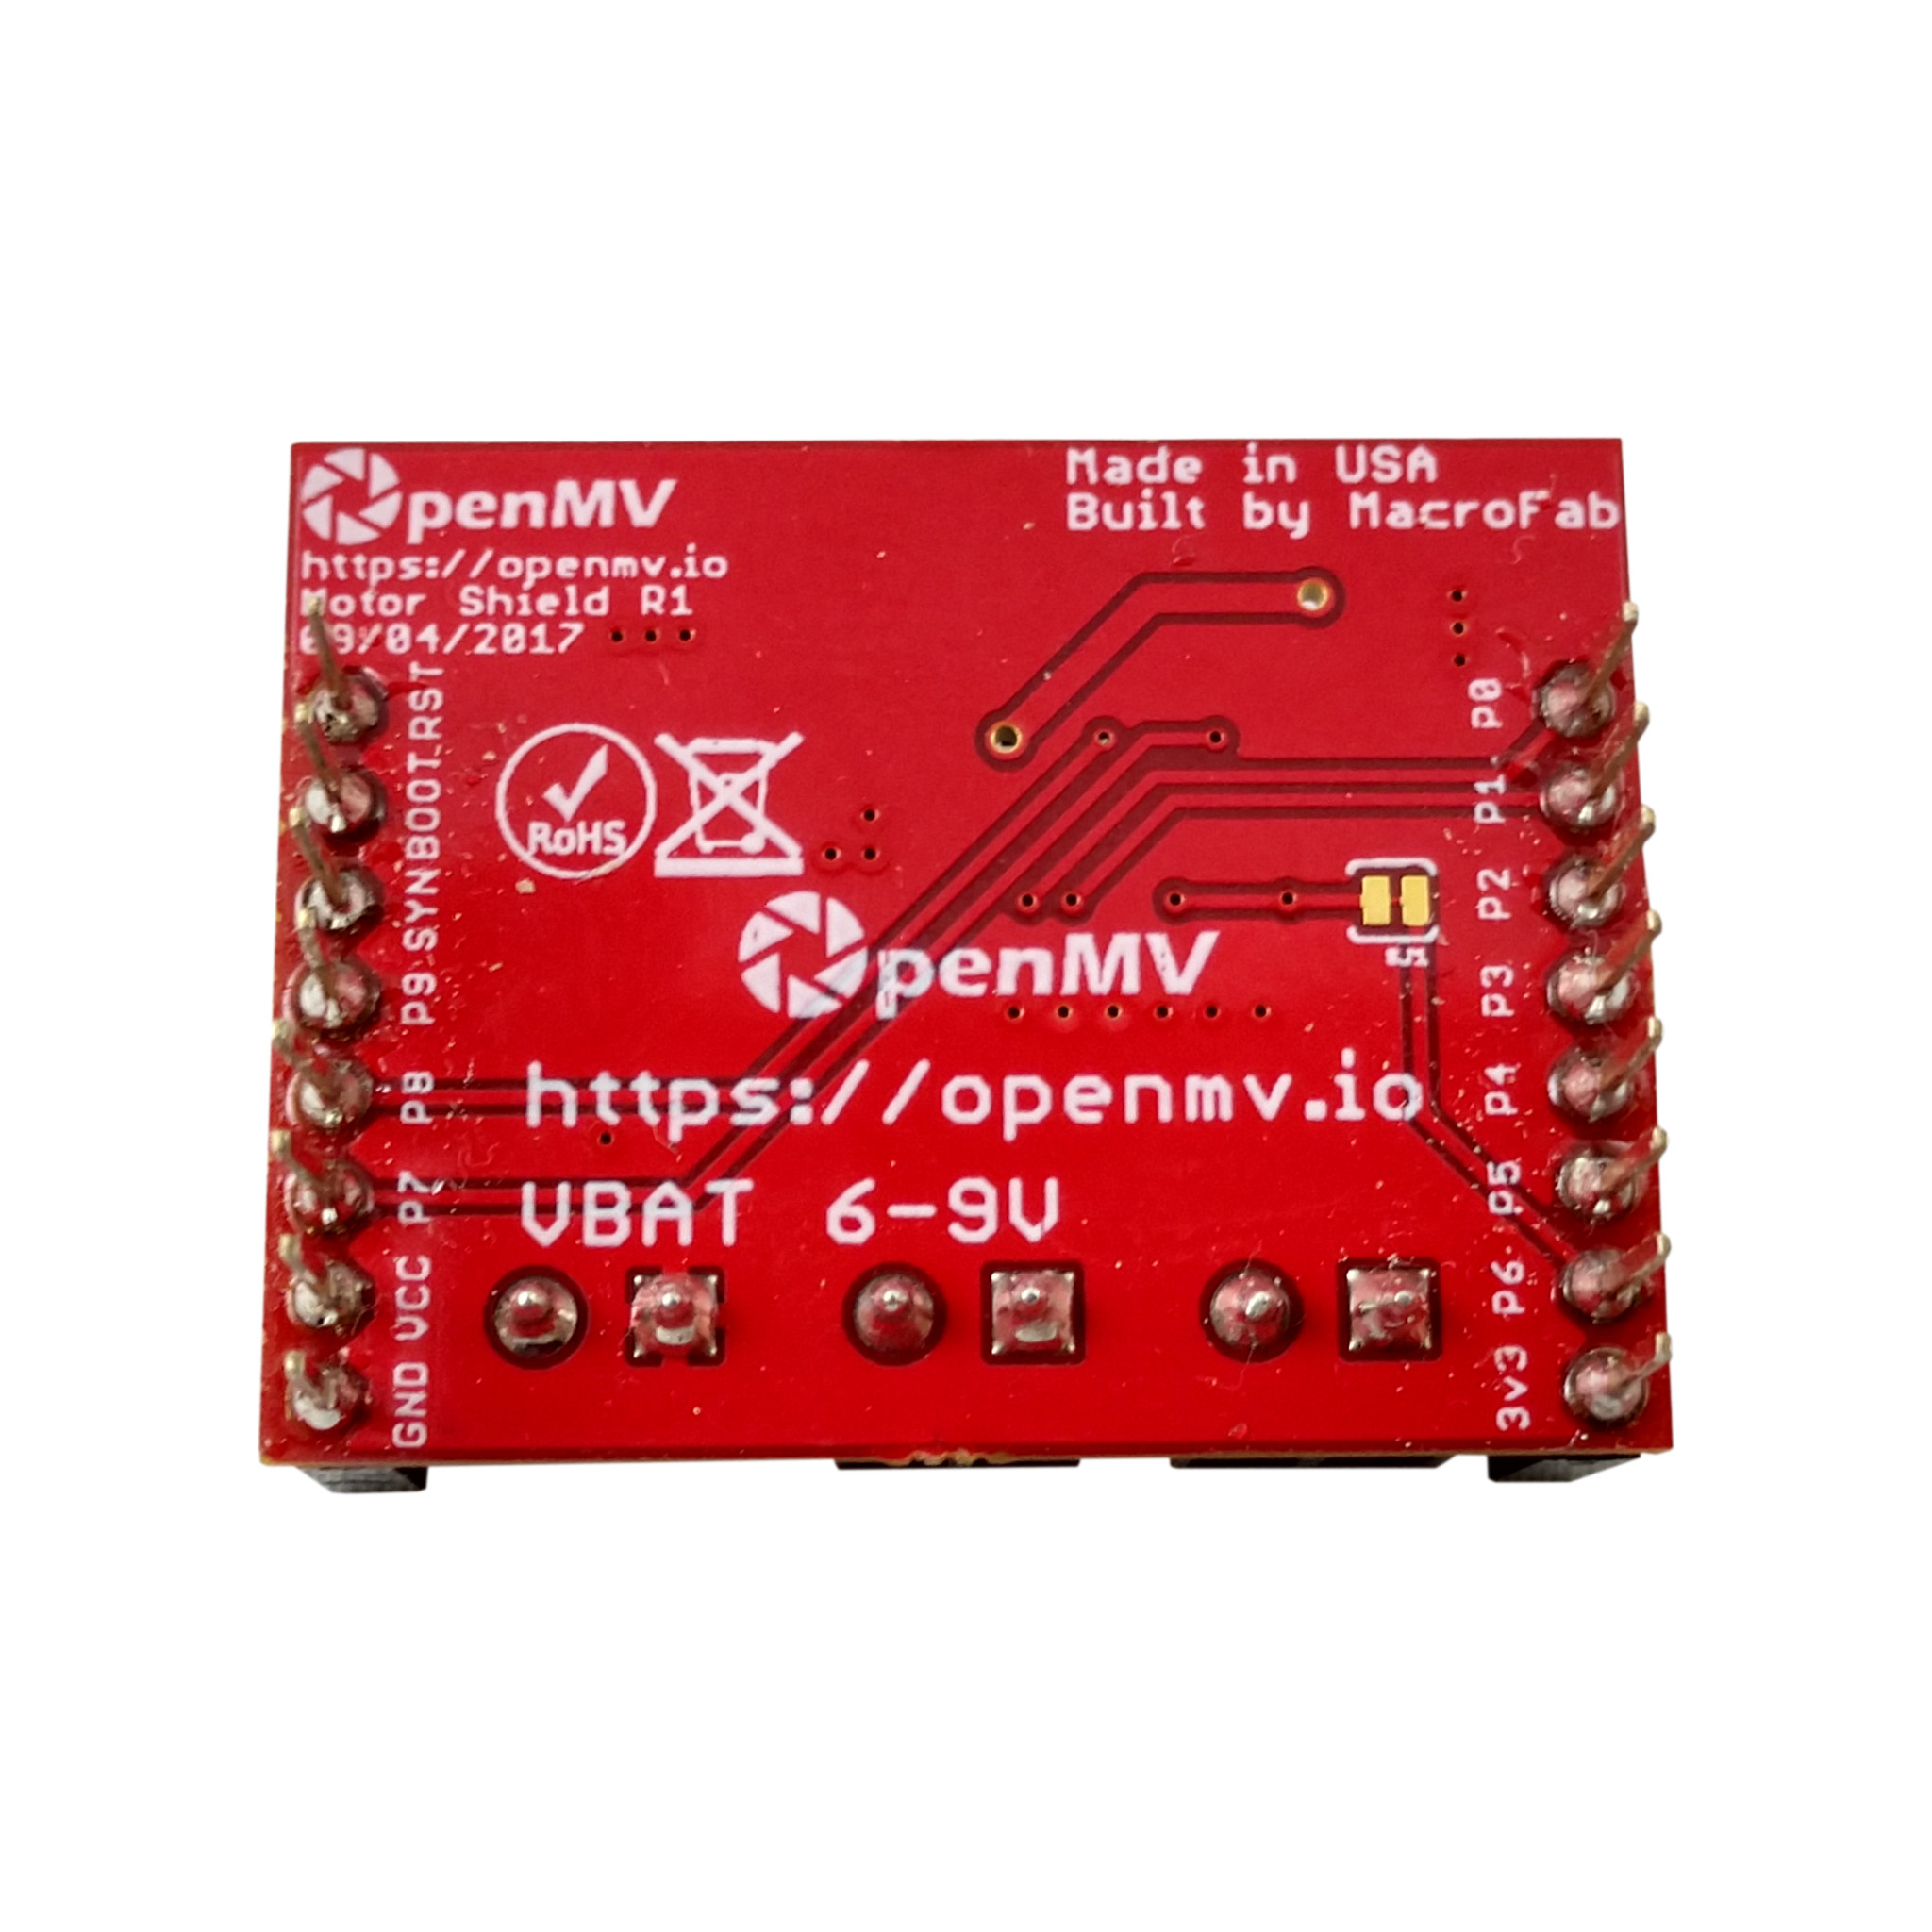 OpenMV
https://openmv.io
Motor Shield R1
09/04/2017
Made in USA
Built by MacroFab
RST
BOOT
SYN
P9
P8
P7
VCC
GND
RoHS
OpenMV
https://openmv.io
VBAT 6-9V
P0
P1
P2
P3
P4
P5
P6
3v3